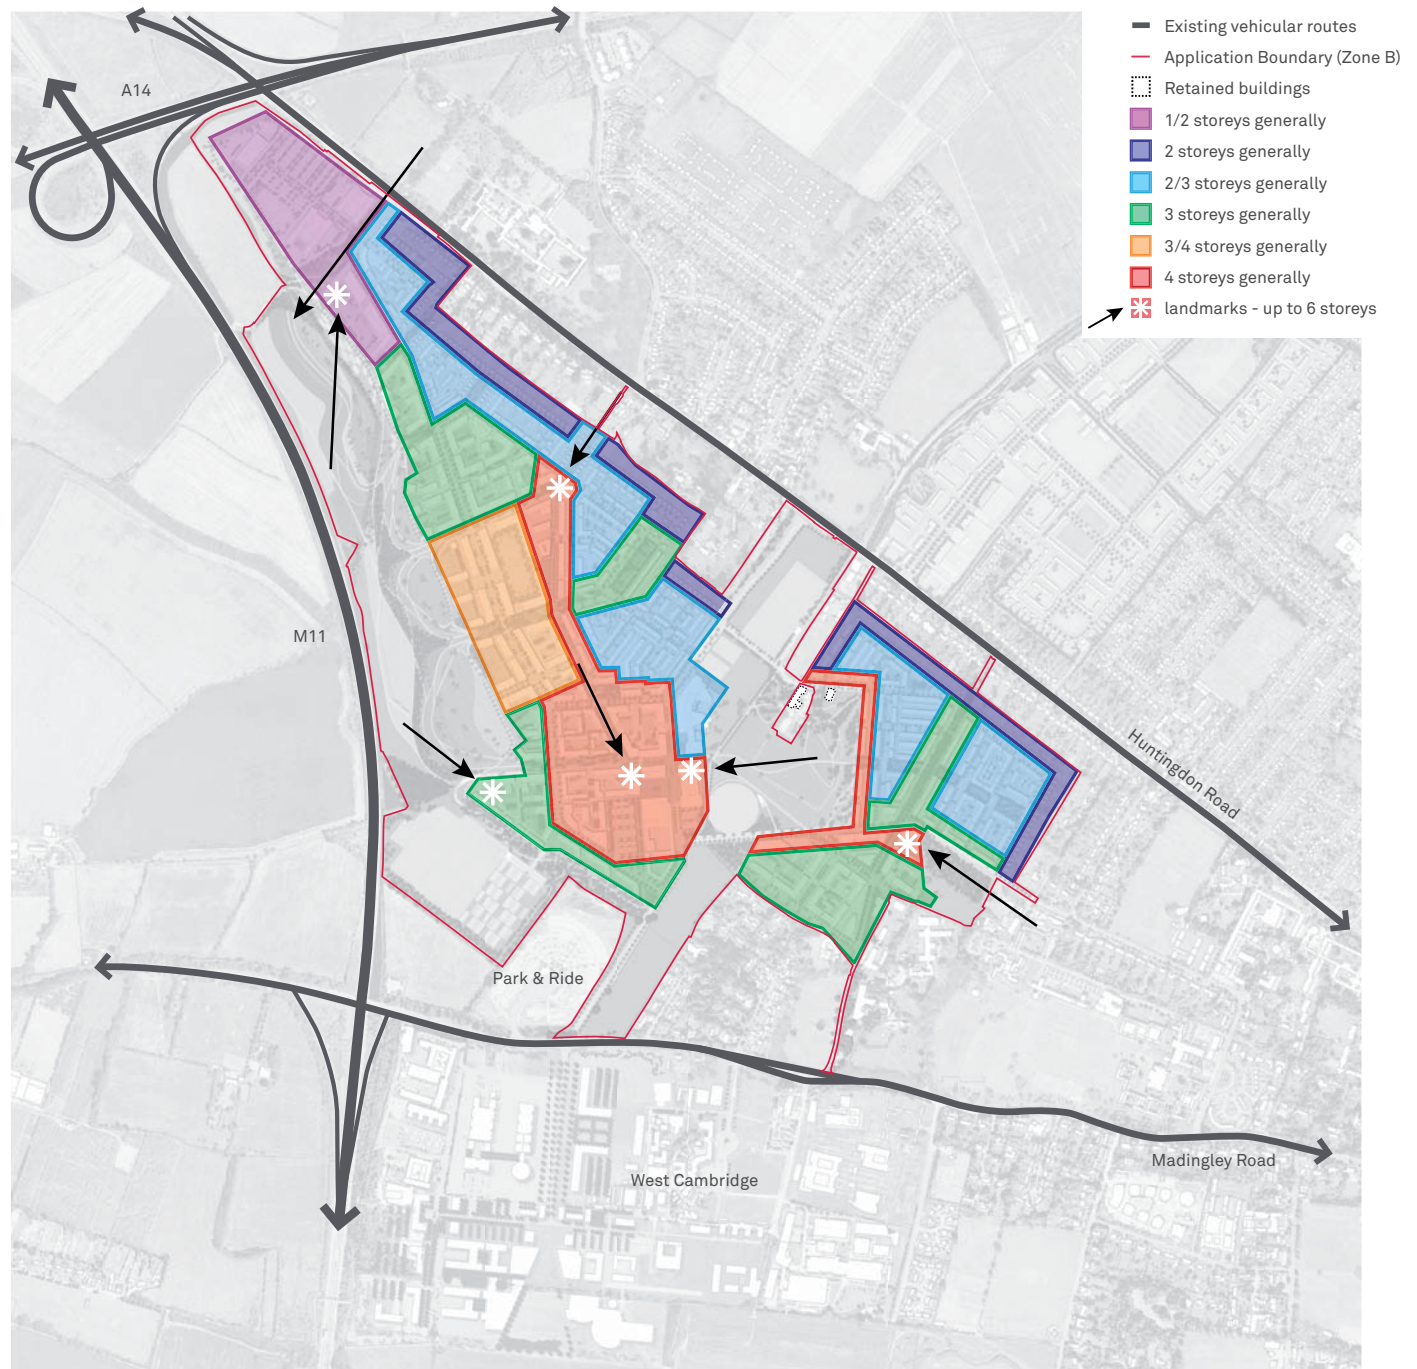 Existing vehicular routes
Application Boundary (Zone B)
Retained buildings
1/2 storeys generally
2 storeys generally
2/3 storeys generally
3 storeys generally
3/4 storeys generally
4 storeys generally
landmarks - up to 6 storeys
A14
M11
Huntingdon Road
Park & Ride
Madingley Road
West Cambridge